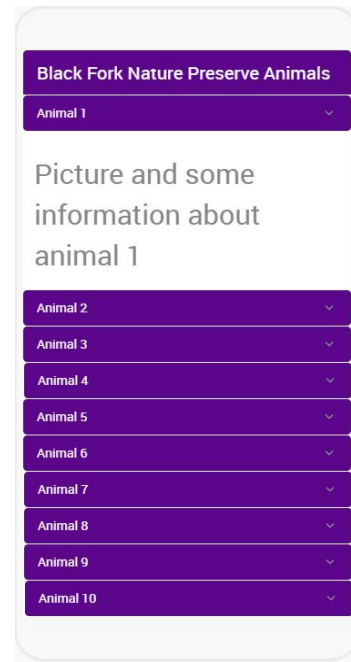 Black Fork Nature Preserve Animals
Animal 1
Picture and some
information about
animal 1
Animal 2
Animal 3
Animal 4
Animal 5
Animal 6
Animal 7
Animal 8
Animal 9
Animal 10